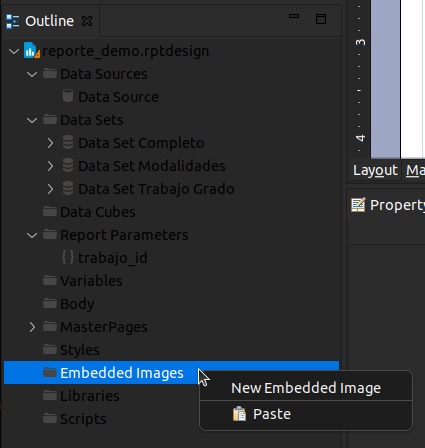 Outline
reporte_demo.rptdesign
Data Sources
Data Source
Data Sets
Data Set Completo
Data Set Modalidades
Data Set Trabajo Grado
Data Cubes
Report Parameters
{} trabajo_id
Variables
Body
MasterPages
Styles
Embedded Images
Libraries
Scripts
New Embedded Image
Paste
3
4
Layout Ma
Property